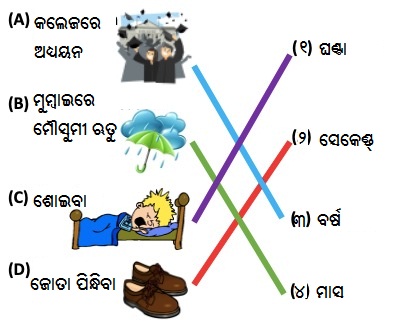 (A) କଲେଜରେ
ଅଧ୍ୟୟନ
(୧) ଘଣ୍ଟା
(B) ମୁମ୍ବାଇରେ
ମୌସୁମୀ ଋତୁ
(୨) ସେକେଣ୍ଡ୍
(C) ଶୋଇବା
(୩) ବର୍ଷ
(D) ଜୋତା ପିନ୍ଧିବା
(୪) ମାସ